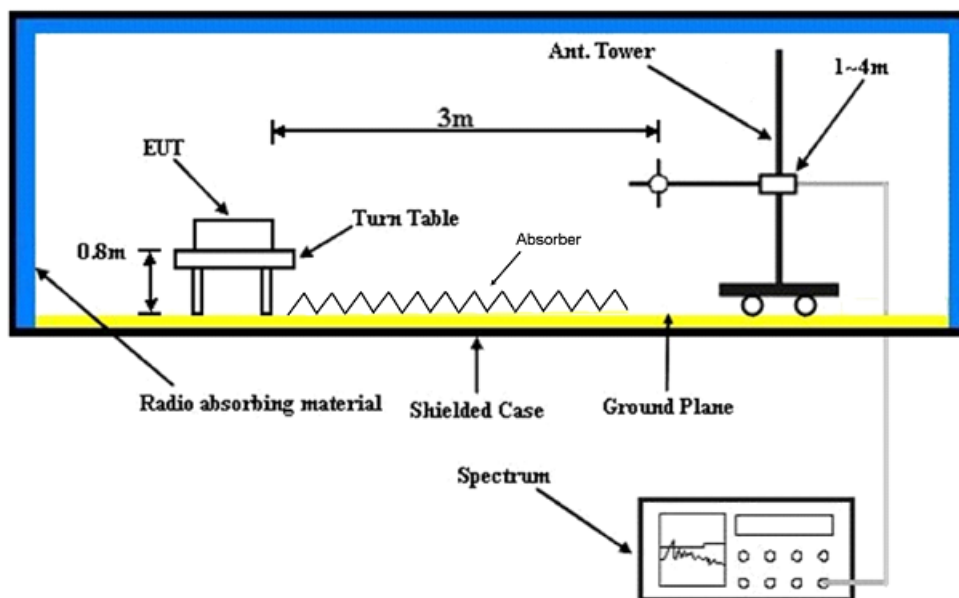 Ant. Tower
1~4m
3m
EUT
Turn Table
0.8m
Absorber
Radio absorbing material
Shielded Case
Ground Plane
Spectrum